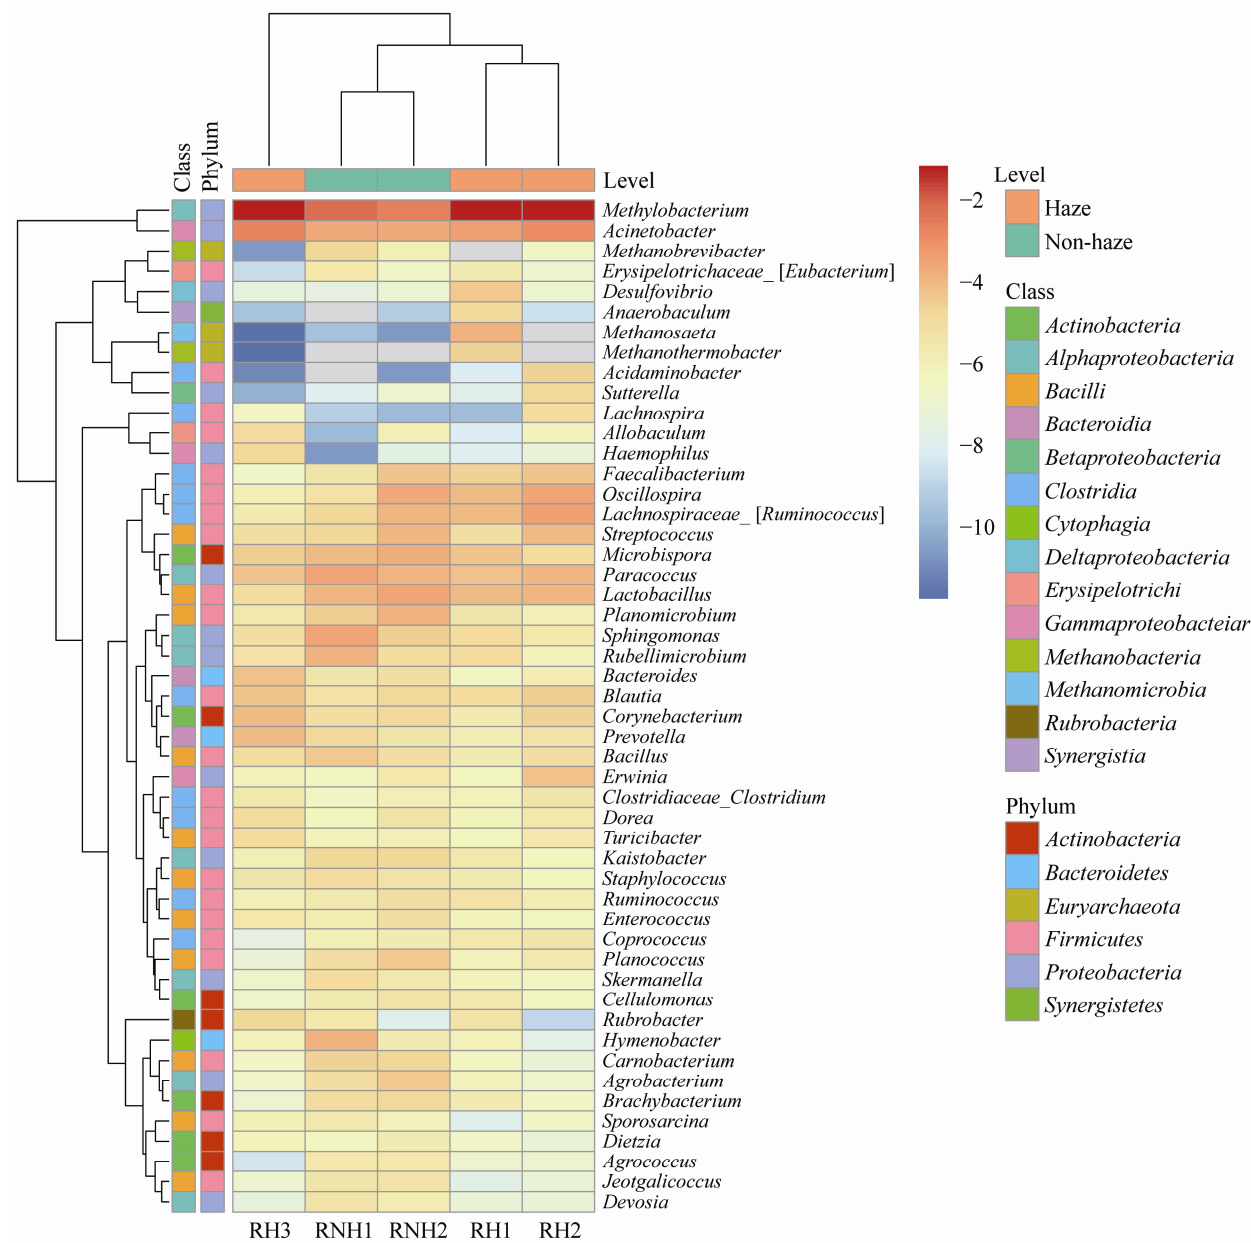 Class
Phylum
Level
Methylobacterium
Acinetobacter
Methanobrevibacter
Erysipelotrichaceae_ [Eubacterium]
Desulfovibrio
Anaerobaculum
Methanosaeta
Methanothermobacter
Acidaminobacter
Sutterella
Lachnospira
Allobaculum
Haemophilus
Faecalibacterium
Oscillospira
Lachnospiraceae_ [Ruminococcus]
Streptococcus
Microbispora
Paracoccus
Lactobacillus
Planomicrobium
Sphingomonas
Rubellimicrobium
Bacteroides
Blautia
Corynebacterium
Prevotella
Bacillus
Erwinia
Clostridiaceae_Clostridium
Dorea
Turicibacter
Kaistobacter
Staphylococcus
Ruminococcus
Enterococcus
Coprococcus
Planococcus
Skermanella
Cellulomonas
Rubrobacter
Hymenobacter
Carnobacterium
Agrobacterium
Brachybacterium
Sporosarcina
Dietzia
Agrococcus
Jeotgalicoccus
Devosia
RH3 RNH1 RNH2 RH1 RH2
−2
−4
−6
−8
−10
Level
Haze
Non-haze
Class
Actinobacteria
Alphaproteobacteria
Bacilli
Bacteroidia
Betaproteobacteria
Clostridia
Cytophagia
Deltaproteobacteria
Erysipelotrichi
Gammaproteobacteiar
Methanobacteria
Methanomicrobia
Rubrobacteria
Synergistia
Phylum
Actinobacteria
Bacteroidetes
Euryarchaeota
Firmicutes
Proteobacteria
Synergistetes